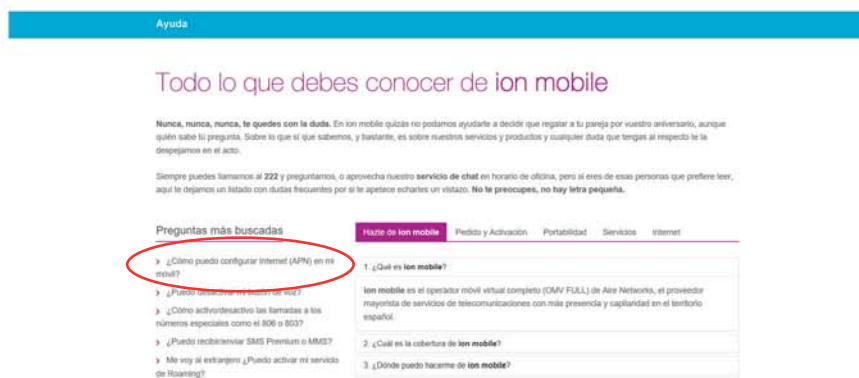 Ayuda
Todo lo que debes conocer de ion mobile
Nunca, nunca, nunca, te quedes con la duda. En ion mobile quizás no podamos ayudarte a decidir que regalar a tu pareja por vuestro aniversario, aunque
quién sabe tú pregunta. Sobre lo que sí que sabemos, y bastante, es sobre nuestros servicios y productos y cualquier duda que tengas al respecto te la
despejamos en el acto.
Siempre puedes llamarnos al 222 y preguntarnos, o aprovecha nuestro servicio de chat en horario de oficina, pero si eres de esas personas que prefiere leer,
aquí te dejamos un listado con dudas frecuentes por si te apetece echarles un vistazo. No te preocupes, no hay letra pequeña.
Preguntas más buscadas
¿Cómo puedo configurar Internet (APN) en mi
móvil?
¿Puedo desactivar mi buzón de voz?
¿Cómo activo/desactivo las llamadas a los
números especiales como el 806 o 803?
¿Puedo recibir/enviar SMS Premium o MMS?
Me voy al extranjero ¿Puedo activar mi servicio
de Roaming?
Hazte de ion mobile Pedido y Activación Portabilidad Servicios Internet
1. ¿Qué es ion mobile?
ion mobile es el operador móvil virtual completo (OMV FULL) de Aire Networks, el proveedor
mayorista de servicios de telecomunicaciones con más presencia y capilaridad en el territorio
español.
2. ¿Cuál es la cobertura de ion mobile?
3. ¿Dónde puedo hacerme de ion mobile?